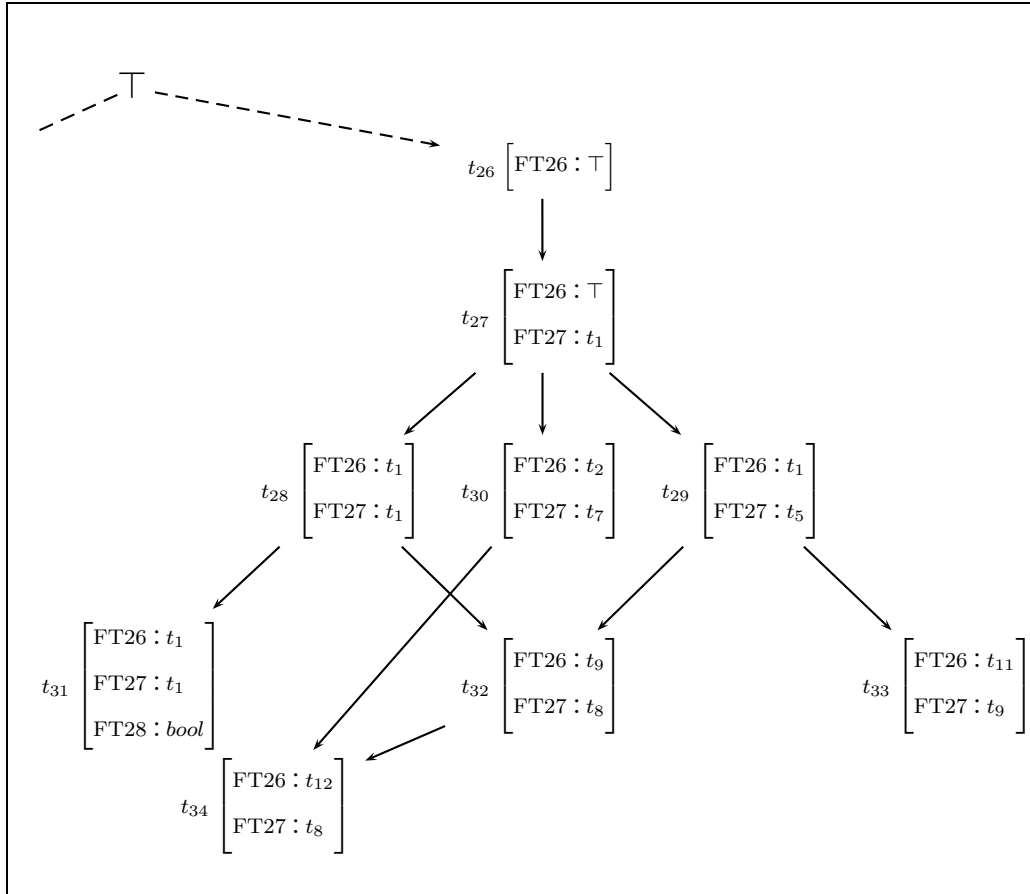 ⊤
t₂₆ [FT26 : ⊤]
FT26 : ⊤
t₂₇
FT27 : t₁
FT26 : t₁
t₂₈
FT27 : t₁
FT26 : t₂
t₃₀
FT27 : t₇
FT26 : t₁
t₂₉
FT27 : t₅
FT26 : t₁
t₃₁ FT27 : t₁
FT28 : bool
FT26 : t₉
t₃₂
FT27 : t₈
FT26 : t₁₁
t₃₃
FT27 : t₉
FT26 : t₁₂
t₃₄
FT27 : t₈